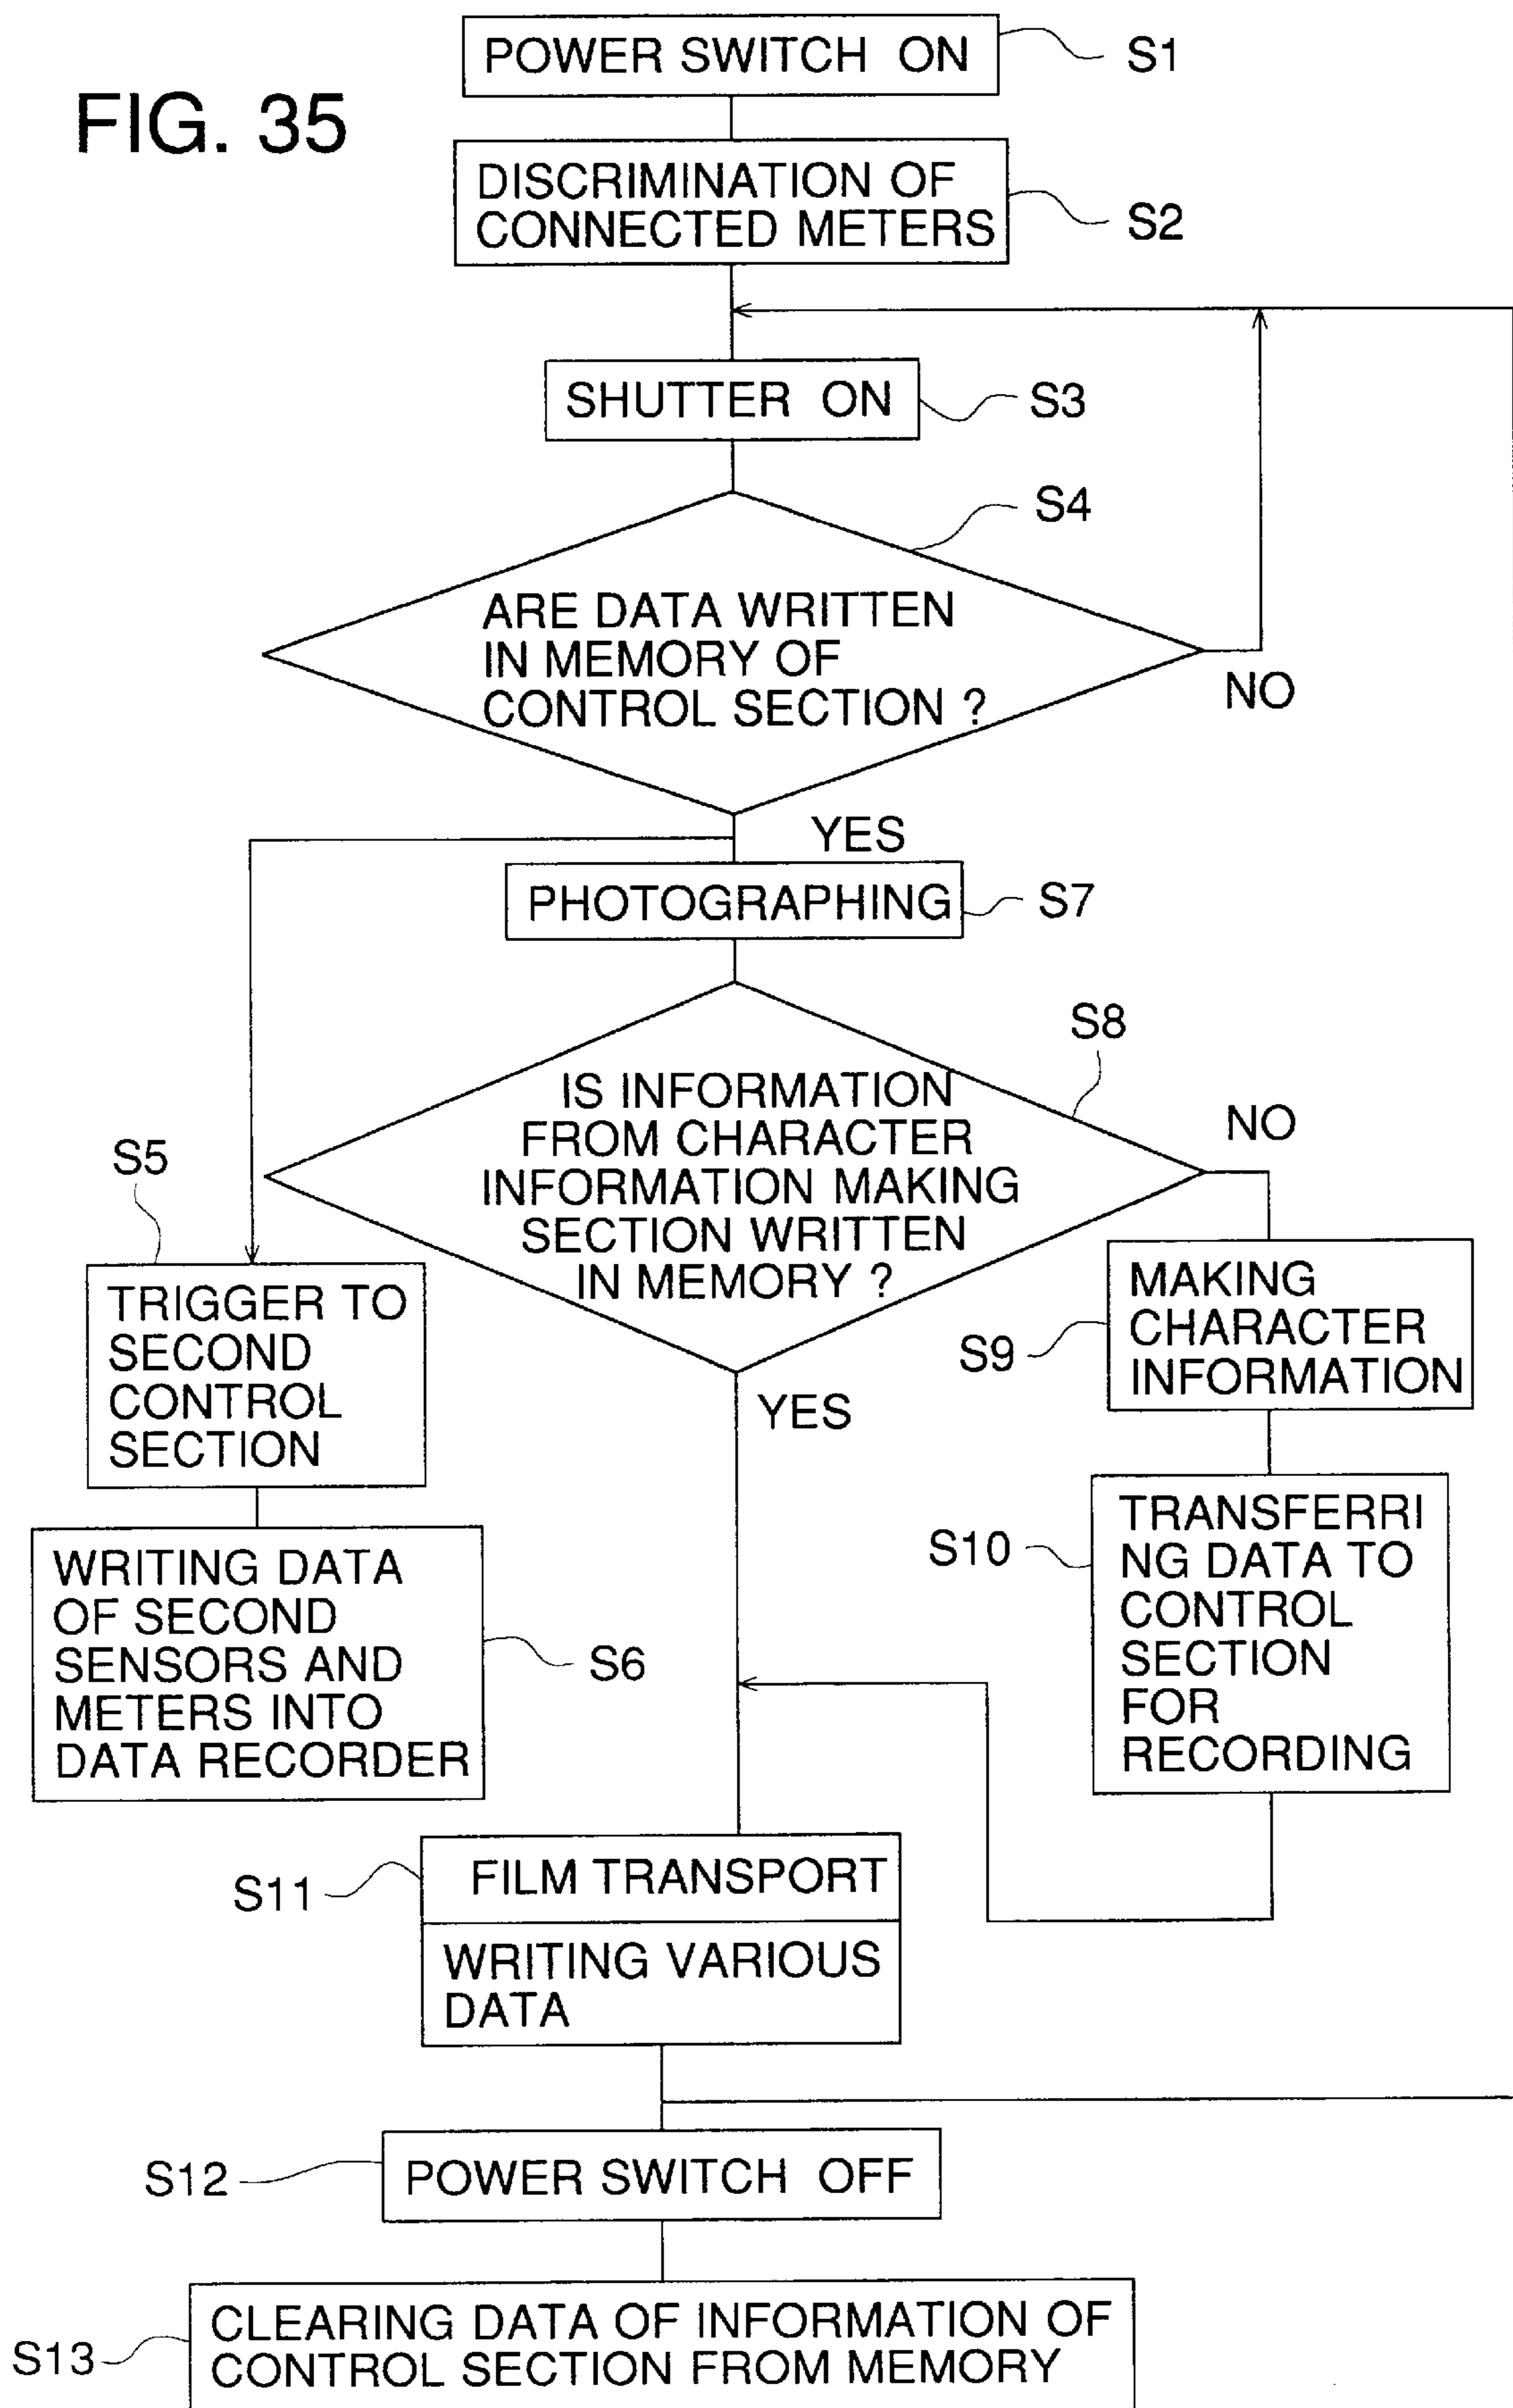 FIG. 35
POWER SWITCH ON
S1
DISCRIMINATION OF
CONNECTED METERS
S2
SHUTTER ON
S3
S4
ARE DATA WRITTEN
IN MEMORY OF
CONTROL SECTION ?
NO
YES
PHOTOGRAPHING
S7
S8
IS INFORMATION
FROM CHARACTER
INFORMATION MAKING
SECTION WRITTEN
IN MEMORY ?
NO
YES
S5
TRIGGER TO
SECOND
CONTROL
SECTION
WRITING DATA
OF SECOND
SENSORS AND
METERS INTO
DATA RECORDER
S6
S9
MAKING
CHARACTER
INFORMATION
S10
TRANSFERRI
NG DATA TO
CONTROL
SECTION
FOR
RECORDING
S11
FILM TRANSPORT
WRITING VARIOUS
DATA
S12
POWER SWITCH OFF
S13
CLEARING DATA OF INFORMATION OF
CONTROL SECTION FROM MEMORY